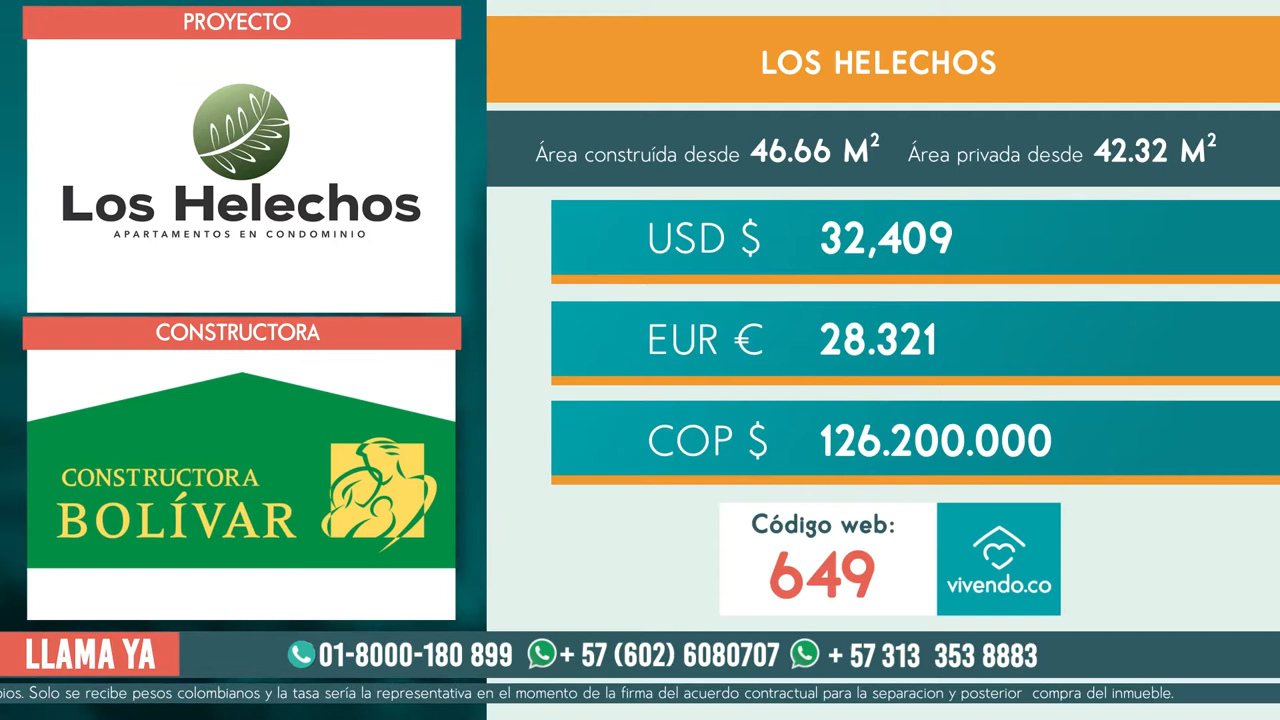 PROYECTO
Los Helechos
APARTAMENTOS EN CONDOMINIO
CONSTRUCTORA
CONSTRUCTORA
BOLÍVAR
LOS HELECHOS
Área construída desde 46.66 M² Área privada desde 42.32 M²
USD $ 32,409
EUR € 28.321
COP $ 126.200.000
Código web:
649
vivendo.co
LLAMA YA 01-8000-180 899 + 57 (602) 6080707 + 57 313 353 8883
Solo se recibe pesos colombianos y la tasa sería la representativa en el momento de la firma del acuerdo contractual para la separacion y posterior compra del inmueble.